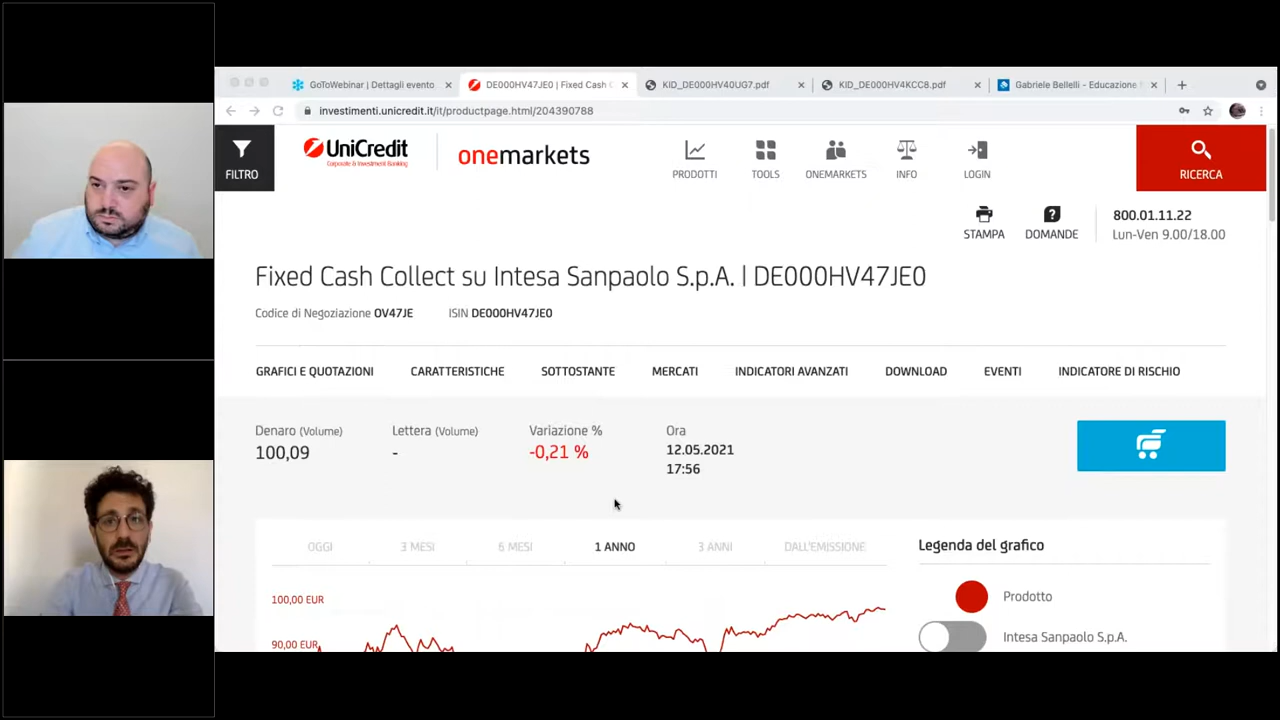 GoToWebinar | Dettagli evento
DE000HV47JE0 | Fixed Cash C
KID_DE000HV40UG7.pdf
KID_DE000HV4KCC8.pdf
Gabriele Bellelli - Educazione
investimenti.unicredit.it/it/productpage.html/204390788
FILTRO
UniCredit
Corporate & Investment Banking
onemarkets
PRODOTTI
TOOLS
ONEMARKETS
INFO
LOGIN
RICERCA
STAMPA
DOMANDE
800.01.11.22
Lun-Ven 9.00/18.00
Fixed Cash Collect su Intesa Sanpaolo S.p.A. | DE000HV47JE0
Codice di Negoziazione OV47JE ISIN DE000HV47JE0
GRAFICI E QUOTAZIONI CARATTERISTICHE SOTTOSTANTE MERCATI INDICATORI AVANZATI DOWNLOAD EVENTI INDICATORE DI RISCHIO
Denaro (Volume) Lettera (Volume) Variazione % Ora
100,09 - -0,21 % 12.05.2021
17:56
OGGI 3 MESI 6 MESI 1 ANNO 3 ANNI DALL'EMISSIONE
Legenda del grafico
100,00 EUR
Prodotto
90,00 EUR
Intesa Sanpaolo S.p.A.